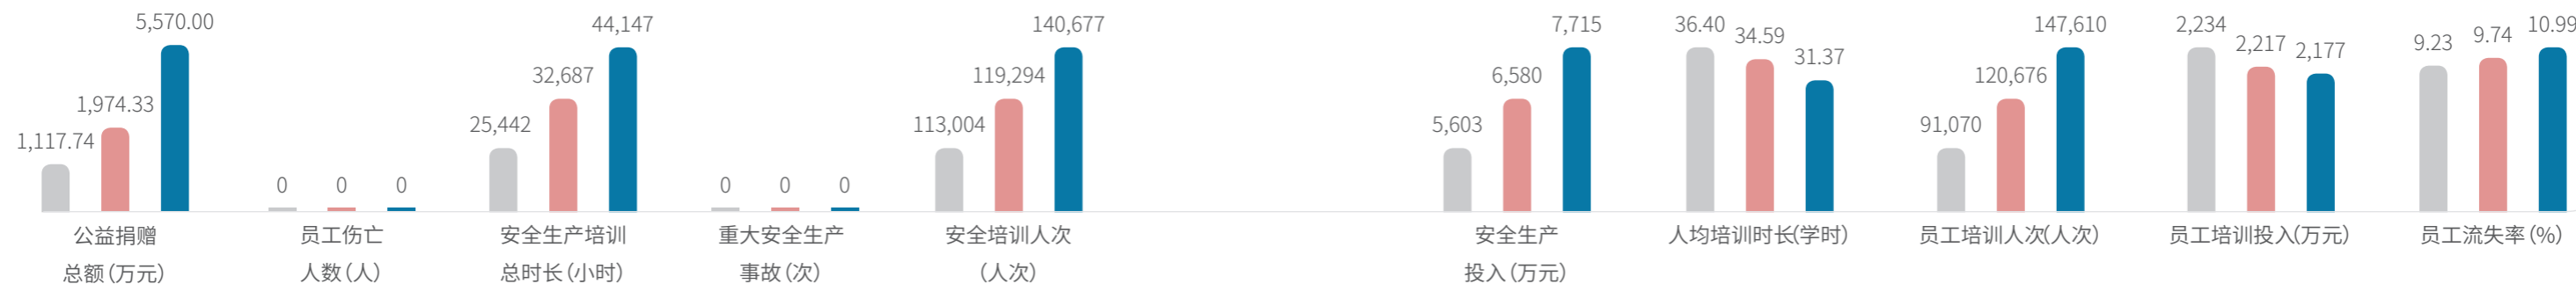 1,117.74
1,974.33
5,570.00
公益捐赠
总额(万元)
0
0
0
员工伤亡
人数(人)
25,442
32,687
44,147
安全生产培训
总时长(小时)
0
0
0
重大安全生产
事故(次)
113,004
119,294
140,677
安全培训人次
(人次)
5,603
6,580
7,715
安全生产
投入(万元)
36.40
34.59
31.37
人均培训时长(学时)
91,070
120,676
147,610
员工培训人次(人次)
2,234
2,217
2,177
员工培训投入(万元)
9.23
9.74
10.99
员工流失率(%)